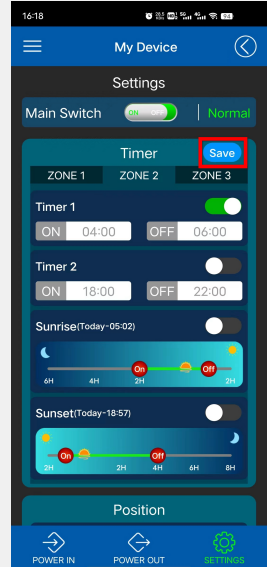 16:18
My Device
Settings
Main Switch ON OFF Normal
Timer Save
ZONE 1 ZONE 2 ZONE 3
Timer 1
ON 04:00 OFF 06:00
Timer 2
ON 18:00 OFF 22:00
Sunrise(Today-05:02)
On Off
6H 4H 2H 2H
Sunset(Today-18:57)
On Off
2H 2H 4H 6H 8H
Position
POWER IN POWER OUT SETTINGS